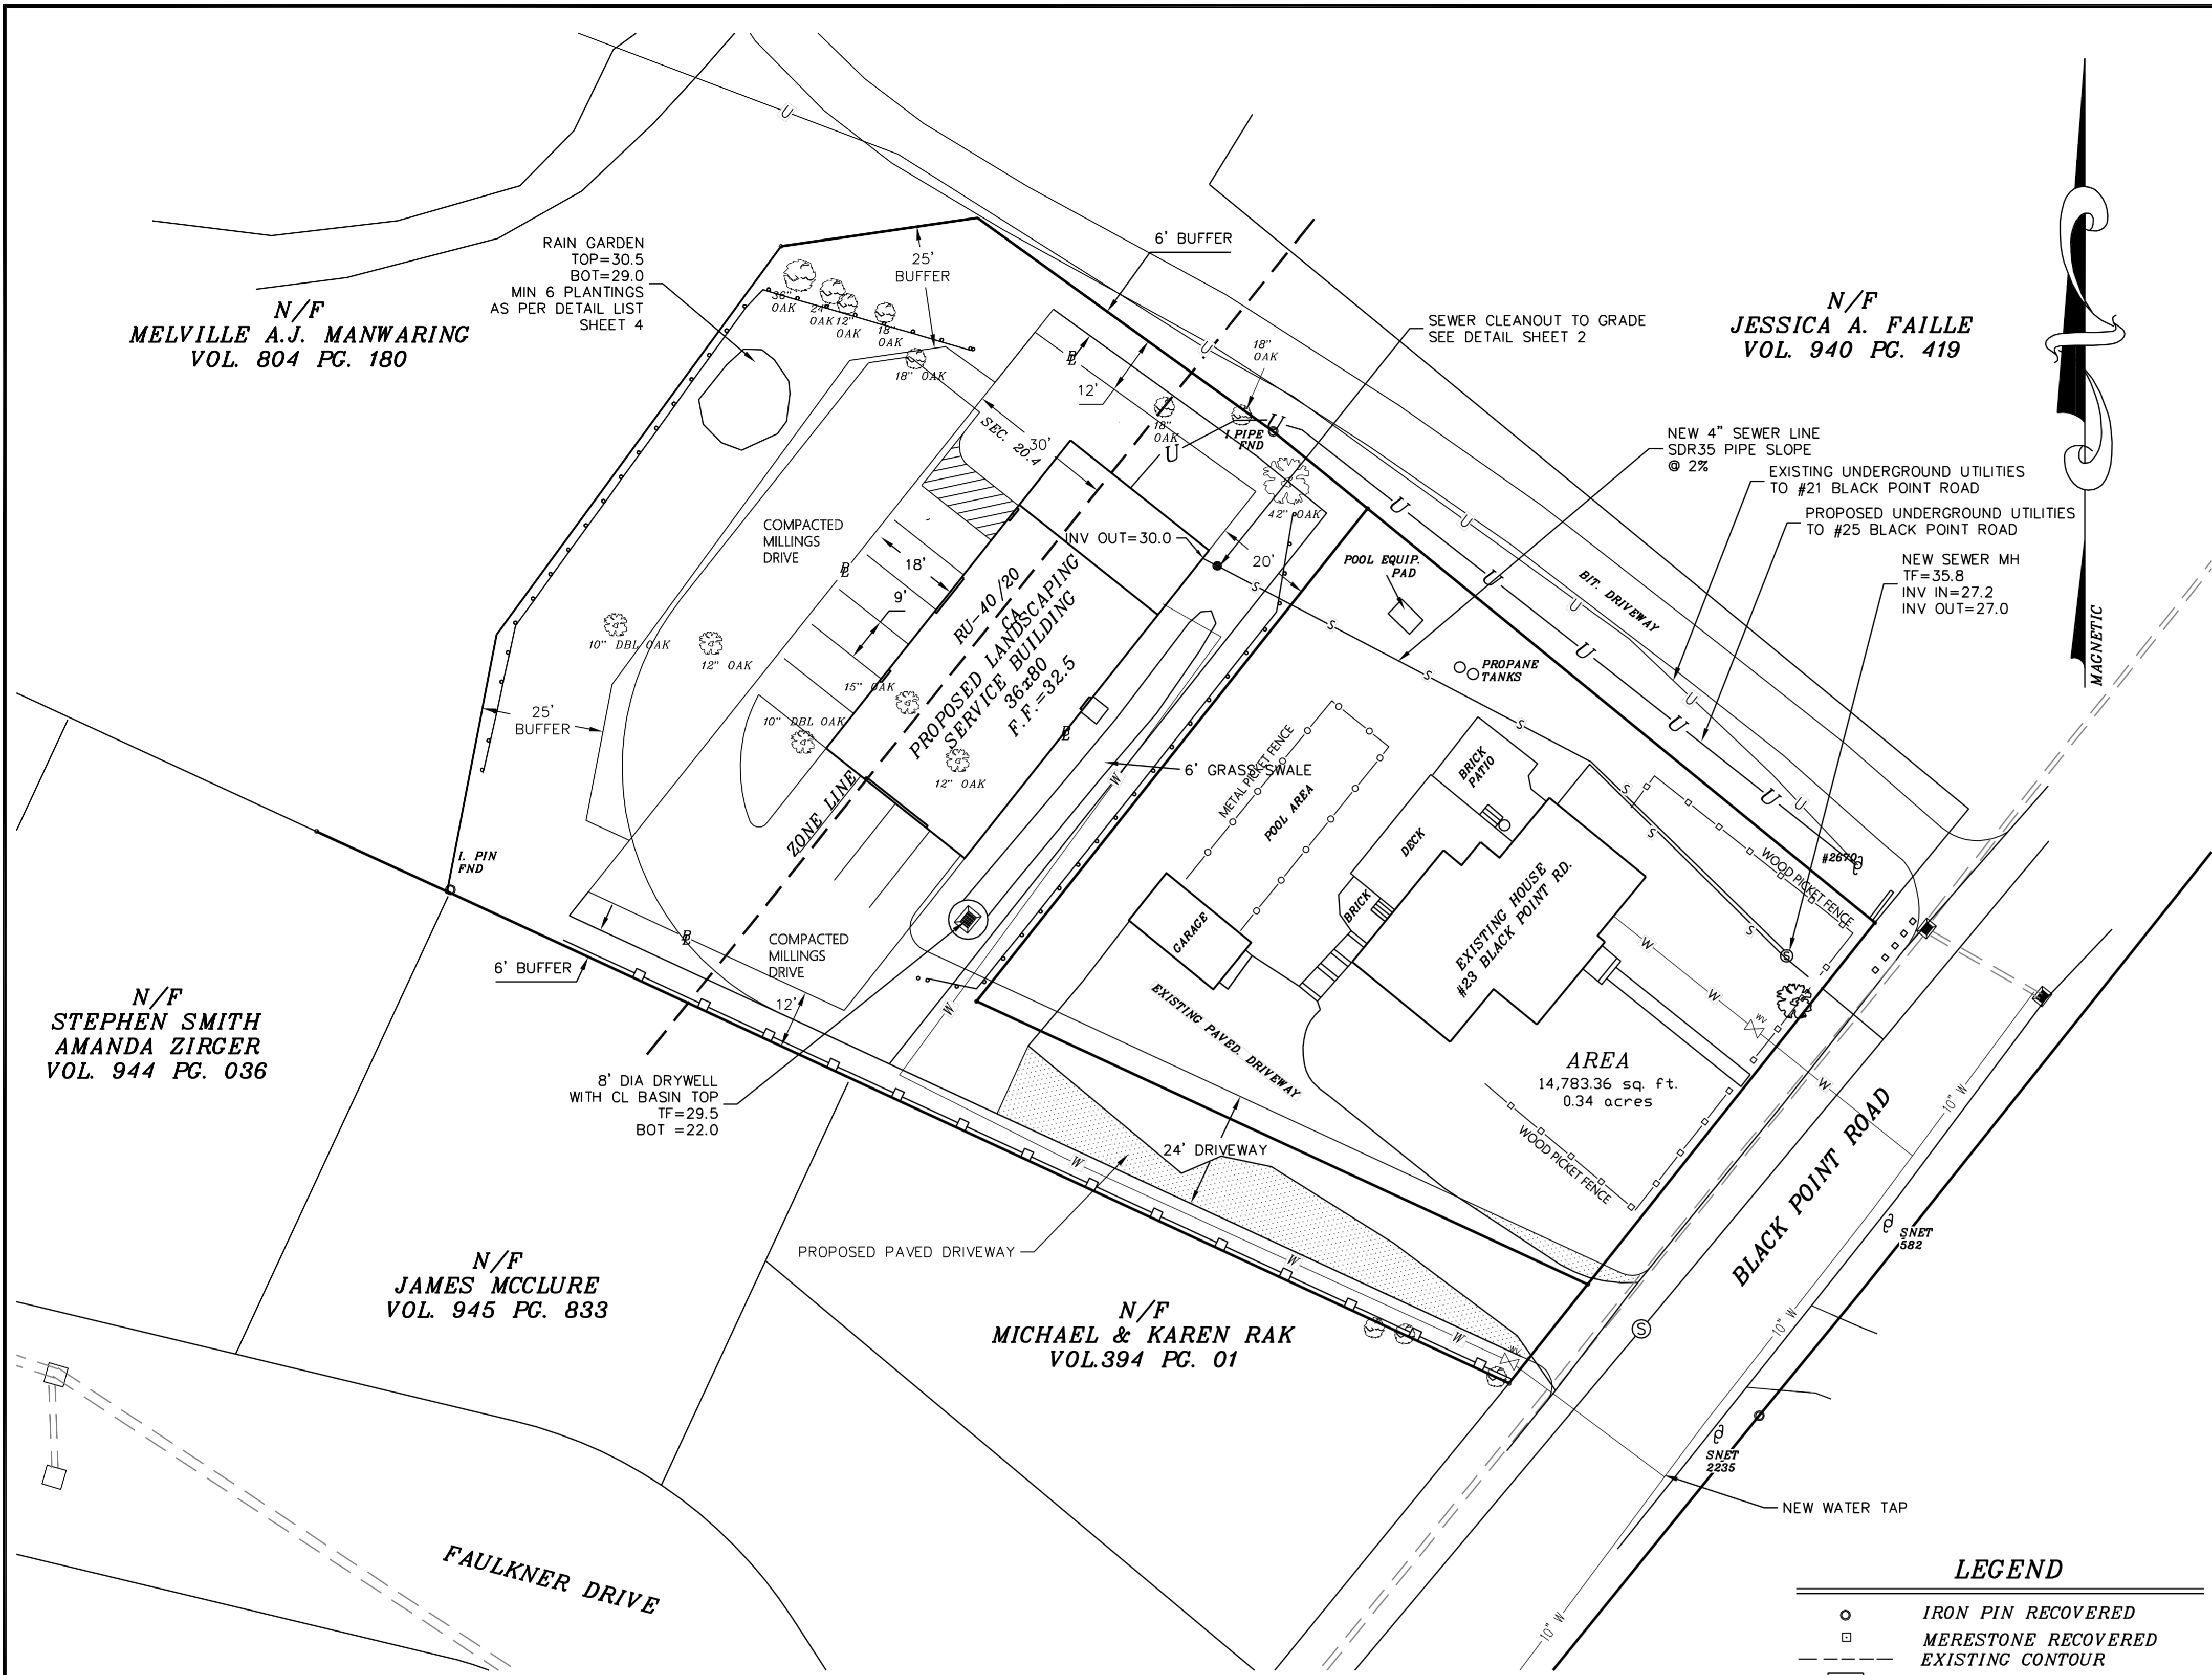 N/F
MELVILLE A.J. MANWARING
VOL. 804 PG. 180
RAIN GARDEN
TOP=30.5
BOT=29.0
MIN 6 PLANTINGS
AS PER DETAIL LIST
SHEET 4
25'
BUFFER
6' BUFFER
N/F
JESSICA A. FAILLE
VOL. 940 PG. 419
36"
OAK
24"
OAK
12"
OAK
18"
OAK
18" OAK
SEWER CLEANOUT TO GRADE
SEE DETAIL SHEET 2
18"
OAK
12'
BL
SEC. 20.4
30'
18"
OAK
I.PIPE
FND
U
U
42" OAK
NEW 4" SEWER LINE
SDR35 PIPE SLOPE
@ 2%
EXISTING UNDERGROUND UTILITIES
TO #21 BLACK POINT ROAD
PROPOSED UNDERGROUND UTILITIES
TO #25 BLACK POINT ROAD
NEW SEWER MH
TF=35.8
INV IN=27.2
INV OUT=27.0
MAGNETIC
COMPACTED
MILLINGS
DRIVE
INV OUT=30.0
20'
POOL EQUIP.
PAD
BIT. DRIVEWAY
BL
18'
9'
RU-40/20
CA
PROPOSED LANDSCAPING
SERVICE BUILDING
36x80
F.F.=32.5
10" DBL OAK
12" OAK
15" OAK
10" DBL OAK
12" OAK
PROPANE
TANKS
25'
BUFFER
BL
6' GRASS SWALE
METAL PICKET FENCE
POOL AREA
BRICK
PATIO
DECK
BRICK
GARAGE
ZONE LINE
I. PIN
FND
EXISTING HOUSE
#23 BLACK POINT RD.
#2670
WOOD PICKET FENCE
BL
COMPACTED
MILLINGS
DRIVE
6' BUFFER
12'
EXISTING PAVED. DRIVEWAY
N/F
STEPHEN SMITH
AMANDA ZIRGER
VOL. 944 PG. 036
8' DIA DRYWELL
WITH CL BASIN TOP
TF=29.5
BOT =22.0
AREA
14,783.36 sq. ft.
0.34 acres
WV
24' DRIVEWAY
WOOD PICKET FENCE
BLACK POINT ROAD
10" W
SNET
582
PROPOSED PAVED DRIVEWAY
N/F
JAMES MCCLURE
VOL. 945 PG. 833
N/F
MICHAEL & KAREN RAK
VOL.394 PG. 01
WV
S
10" W
SNET
2235
NEW WATER TAP
FAULKNER DRIVE
10" W
LEGEND
IRON PIN RECOVERED
MERESTONE RECOVERED
EXISTING CONTOUR